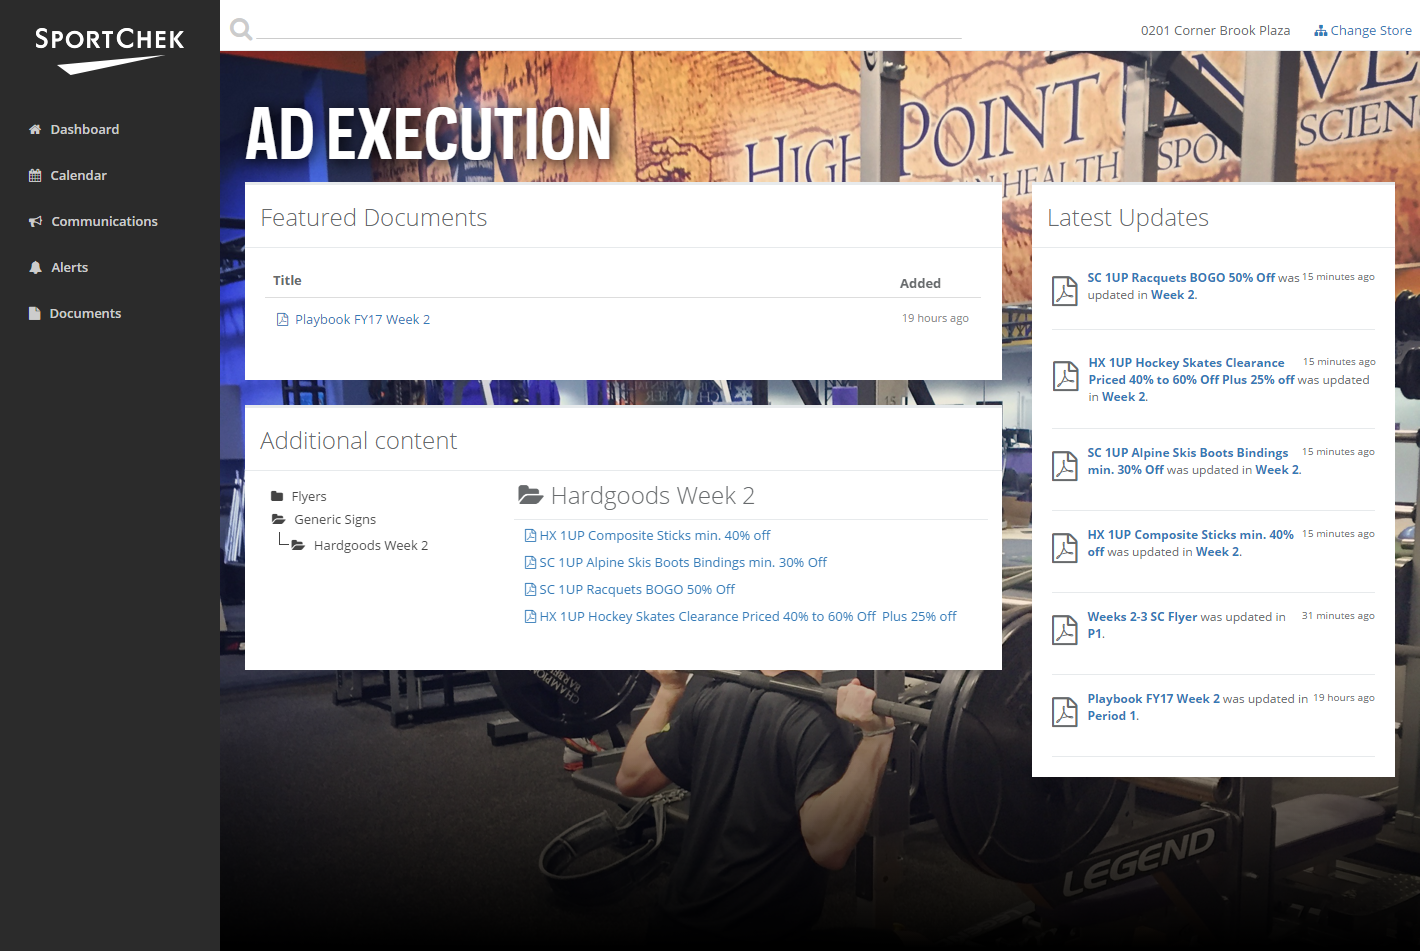 SPORTCHEK
0201 Corner Brook Plaza
Change Store
Dashboard
Calendar
Communications
Alerts
Documents
AD EXECUTION
HIGH POINT
HEALTH
SPO
SCIENC
Featured Documents
Title
Added
Playbook FY17 Week 2
19 hours ago
Additional content
Flyers
Generic Signs
Hardgoods Week 2
Hardgoods Week 2
HX 1UP Composite Sticks min. 40% off
SC 1UP Alpine Skis Boots Bindings min. 30% Off
SC 1UP Racquets BOGO 50% Off
HX 1UP Hockey Skates Clearance Priced 40% to 60% Off  Plus 25% off
Latest Updates
SC 1UP Racquets BOGO 50% Off was 15 minutes ago
updated in Week 2.
HX 1UP Hockey Skates Clearance 15 minutes ago
Priced 40% to 60% Off Plus 25% off was updated
in Week 2.
SC 1UP Alpine Skis Boots Bindings 15 minutes ago
min. 30% Off was updated in Week 2.
HX 1UP Composite Sticks min. 40% 15 minutes ago
off was updated in Week 2.
Weeks 2-3 SC Flyer was updated in 31 minutes ago
P1.
Playbook FY17 Week 2 was updated in 19 hours ago
Period 1.
15
CHAMPION
BARBEL
LEGEND